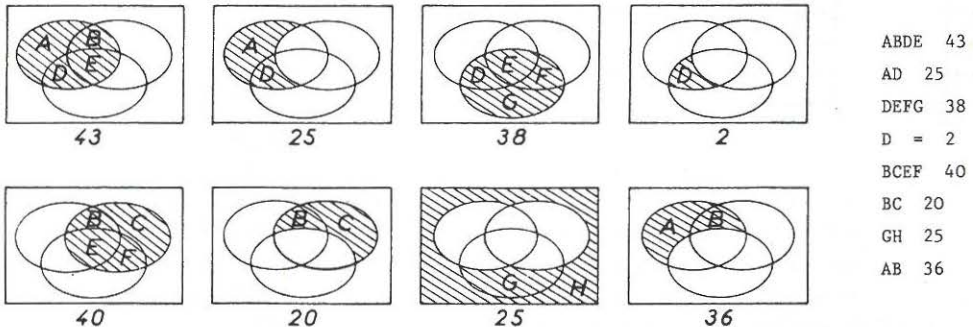 A B
E
D
43
A
D
25
D E F
G
38
D
2
B C
E F
40
B C
20
G H
25
A B
36
ABDE 43
AD 25
DEFG 38
D = 2
BCEF 40
BC 20
GH 25
AB 36